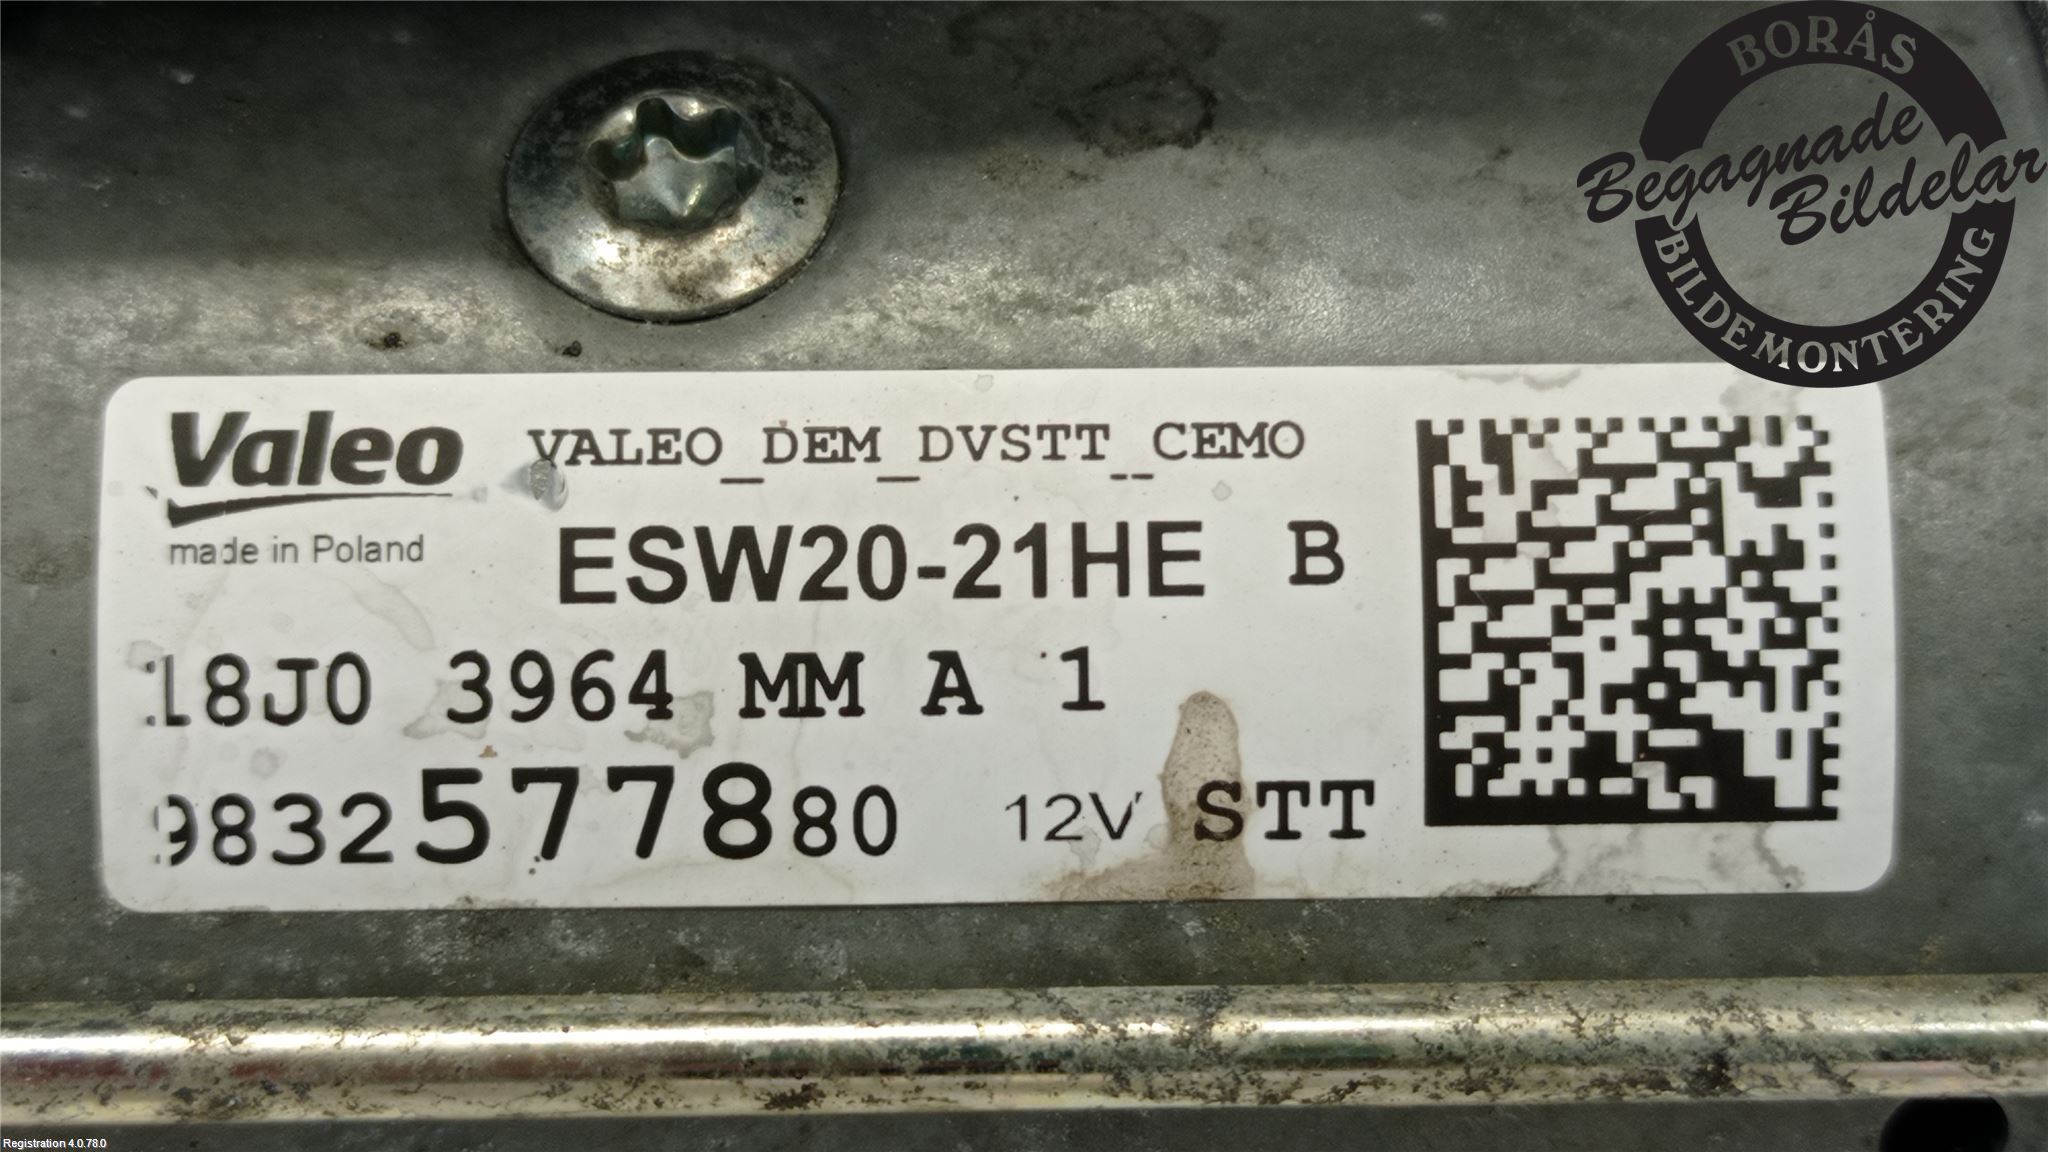 BORÅS
Begagnade
Bildelar
BILDEMONTERING
Valeo
VALEO_DEM_DVSTT__CEMO
made in Poland
ESW20-21HE B
18J0 3964 MM A 1
9832577880 12V STT
Registration 4.0.78.0